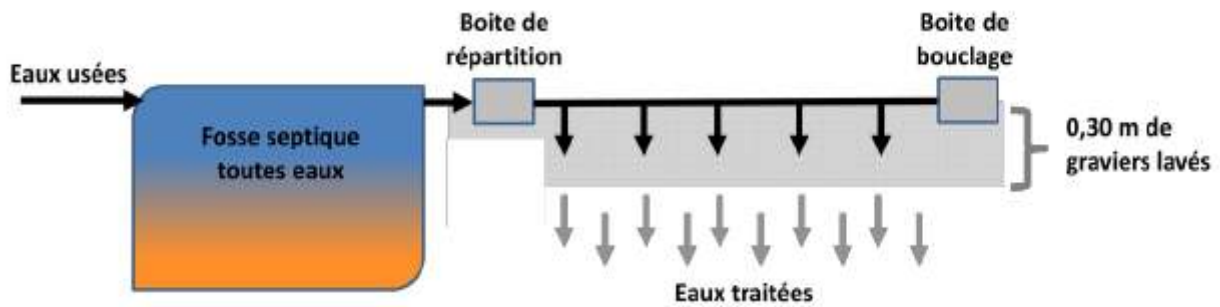 Eaux usées
Fosse septique
toutes eaux
Boite de
répartition
Boite de
bouclage
0,30 m de
graviers lavés
Eaux traitées